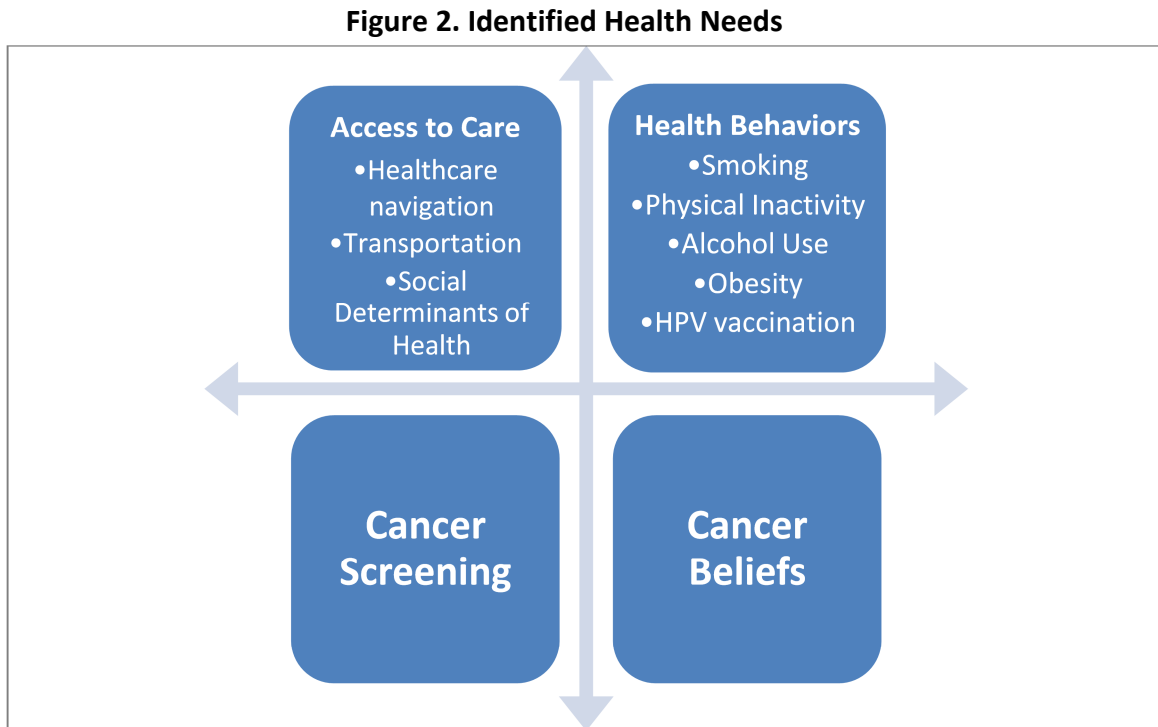 Figure 2. Identified Health Needs
Access to Care
•Healthcare
navigation
•Transportation
•Social
Determinants of
Health
Health Behaviors
•Smoking
•Physical Inactivity
•Alcohol Use
•Obesity
•HPV vaccination
Cancer
Screening
Cancer
Beliefs